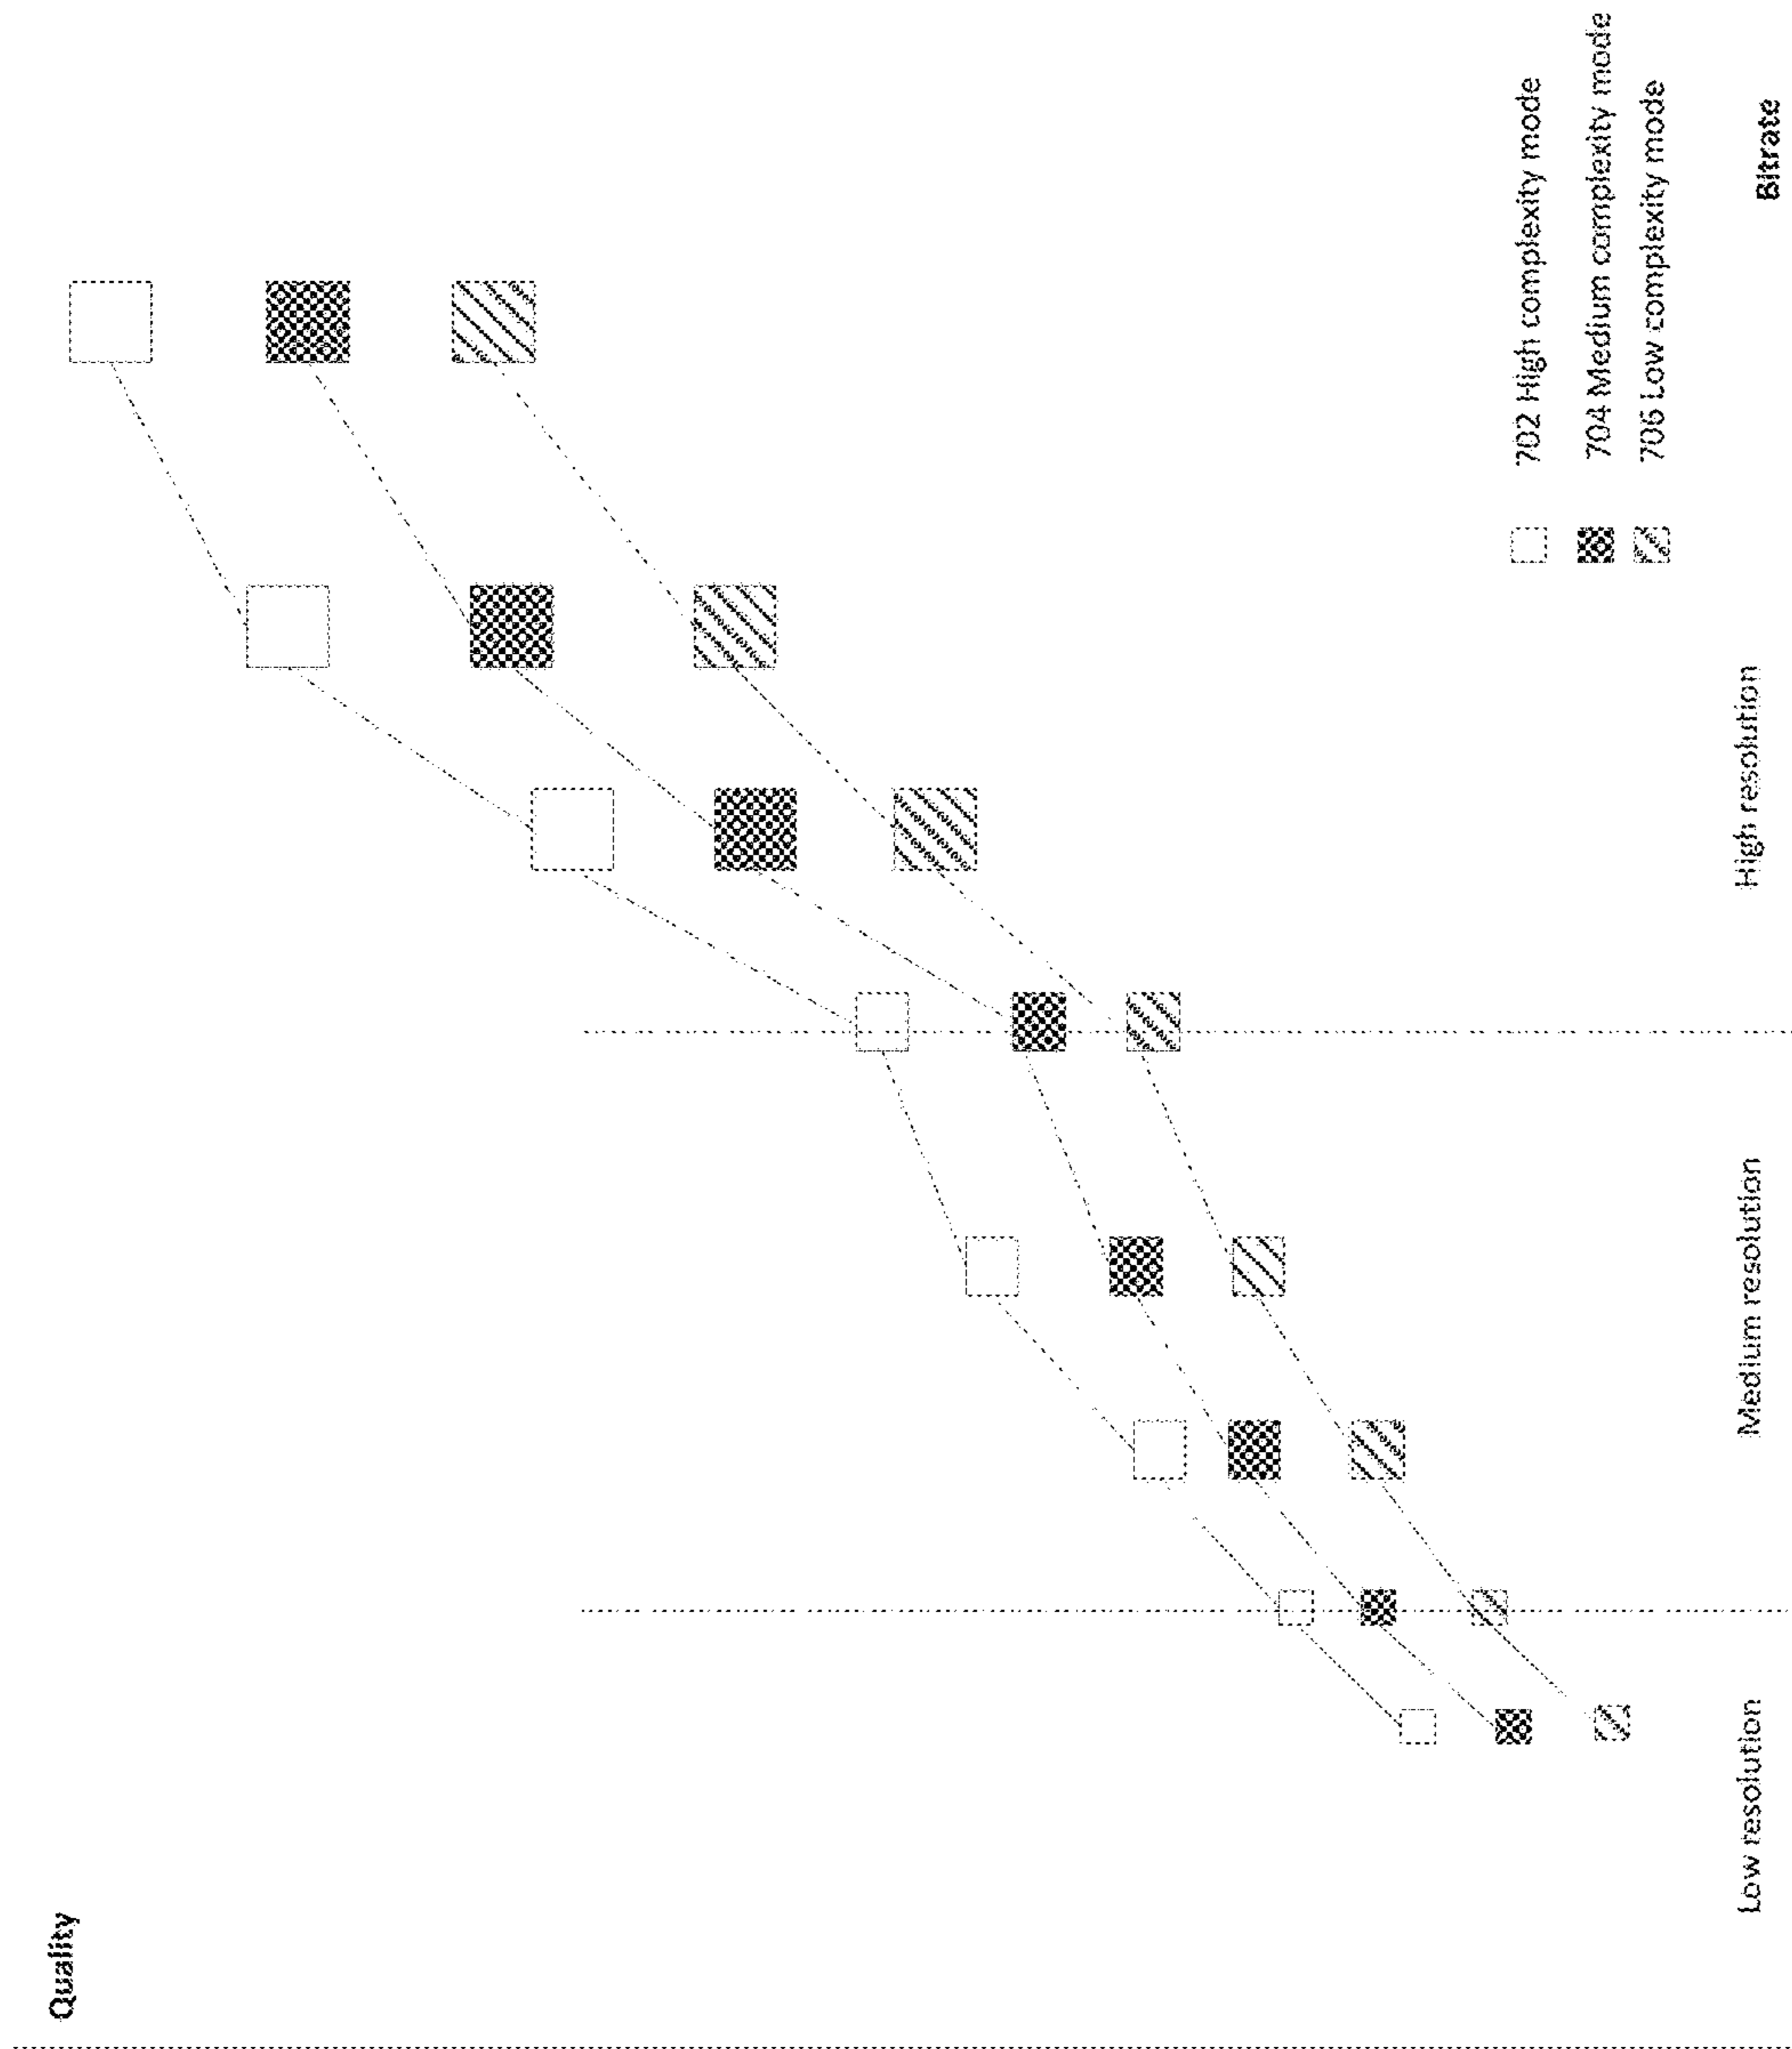 Quality
702 High complexity mode
704 Medium complexity mode
706 Low complexity mode
Low resolution
Medium resolution
High resolution
Bitrate